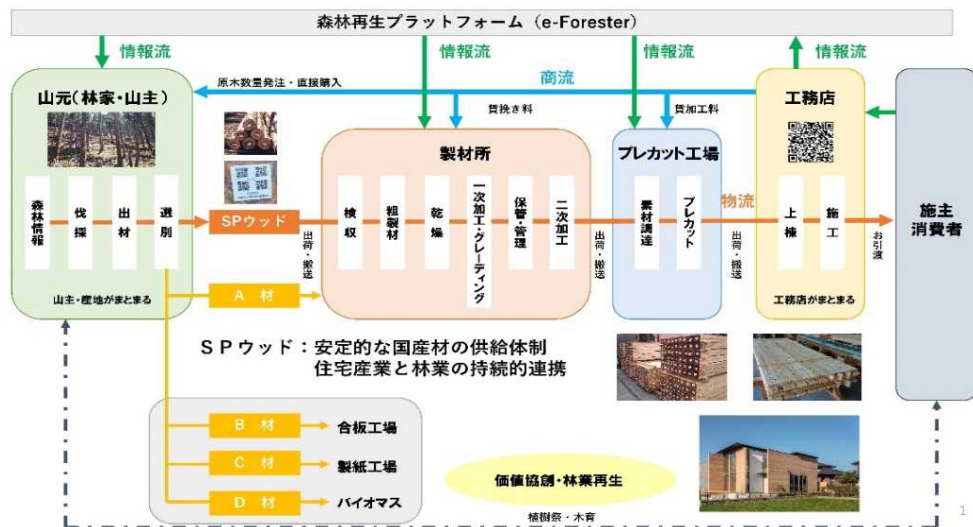 森林再生プラットフォーム（e-Forester）
情報流
情報流
情報流
情報流
商流
原木数量発注・直接購入
賃挽き料
賃加工料
山元（林家・山主）
森林情報
伐採
出材
選別
山主・産地がまとまる
SPウッド
出荷・搬送
製材所
検収
粗製材
乾燥
一次加工・グレーディング
保管・管理
二次加工
出荷・搬送
プレカット工場
素材調達
プレカット
物流
出荷・搬送
工務店
上棟
施工
工務店がまとまる
お引渡
施主
消費者
A 材
SPウッド：安定的な国産材の供給体制
住宅産業と林業の持続的連携
B 材
合板工場
C 材
製紙工場
D 材
バイオマス
価値協創・林業再生
植樹祭・木育
1